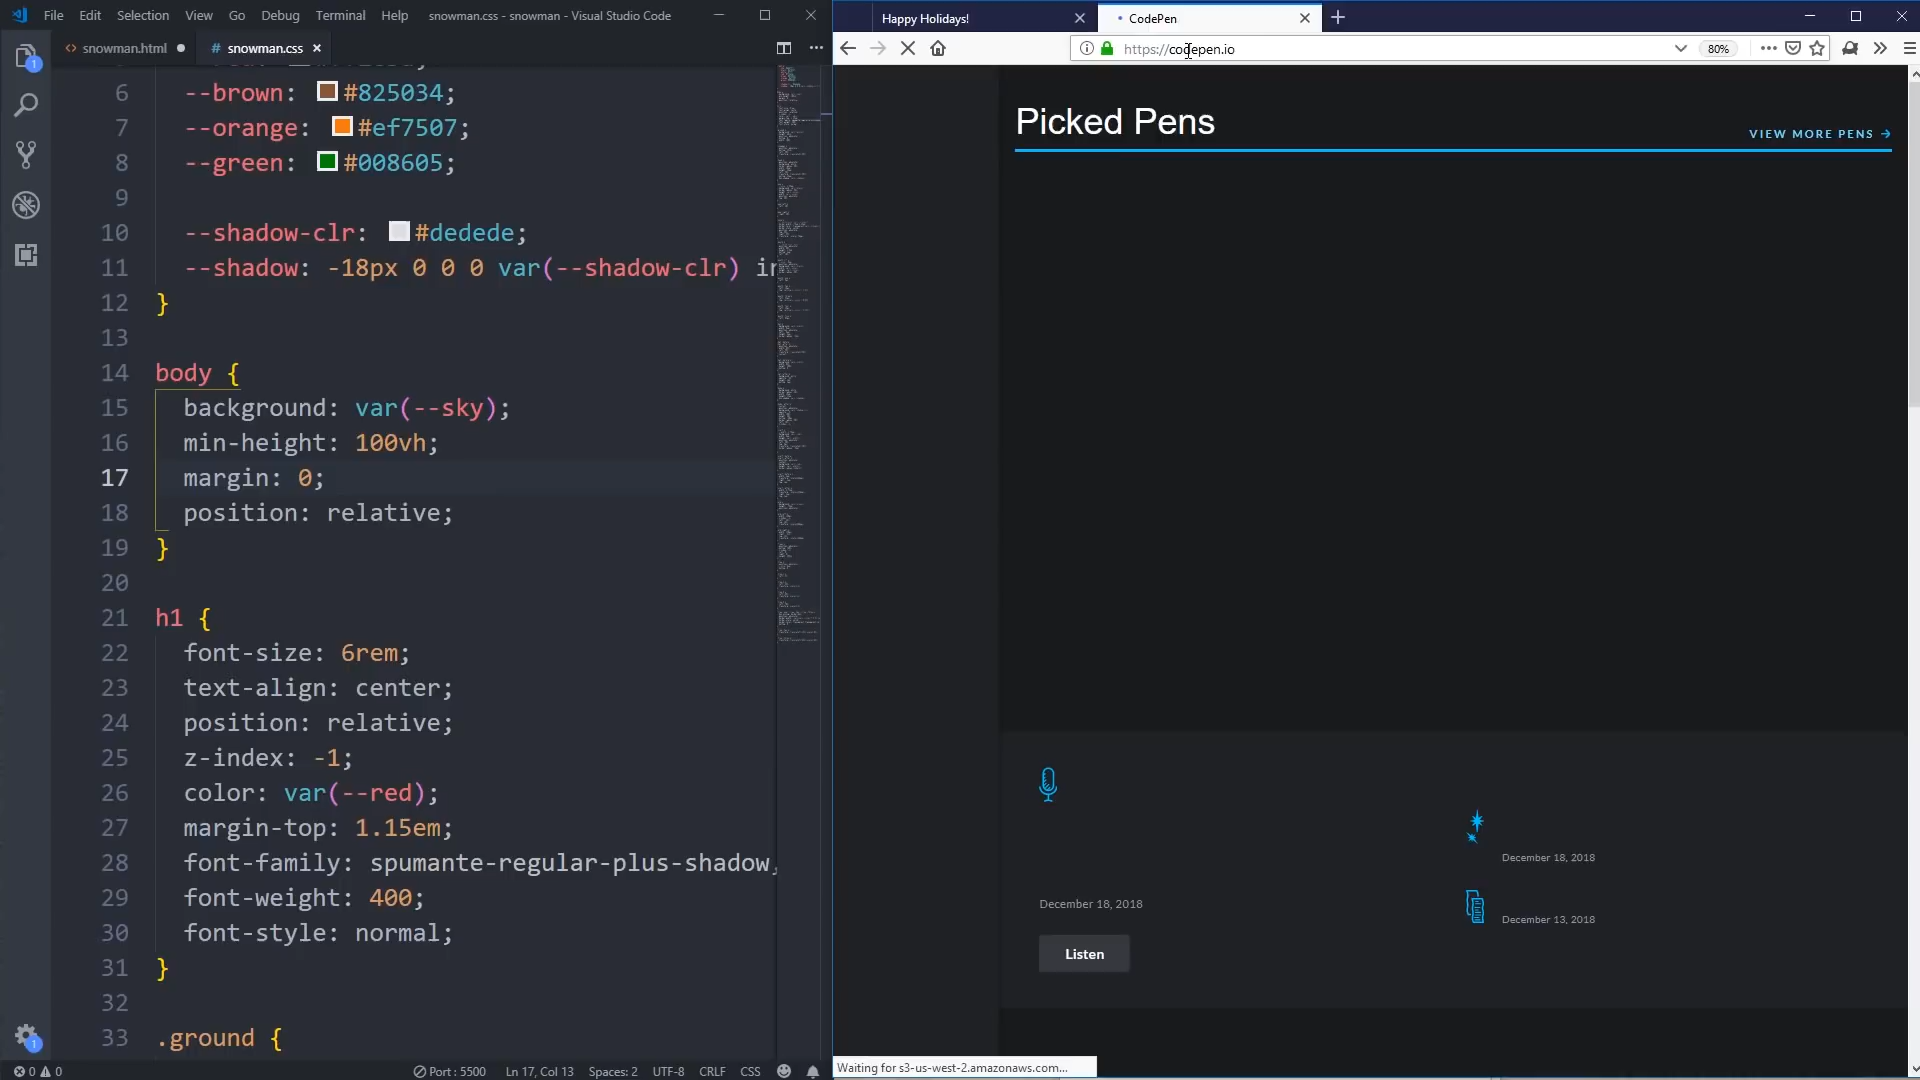 File Edit Selection View Go Debug Terminal Help snowman.css - snowman - Visual Studio Code
snowman.html snowman.css
6 --brown: #825034;
7 --orange: #ef7507;
8 --green: #008605;
9
10 --shadow-clr: #dedede;
11 --shadow: -18px 0 0 0 var(--shadow-clr) in
12 }
13
14 body {
15 background: var(--sky);
16 min-height: 100vh;
17 margin: 0;
18 position: relative;
19 }
20
21 h1 {
22 font-size: 6rem;
23 text-align: center;
24 position: relative;
25 z-index: -1;
26 color: var(--red);
27 margin-top: 1.15em;
28 font-family: spumante-regular-plus-shadow,
29 font-weight: 400;
30 font-style: normal;
31 }
32
33 .ground {
0 0 Port : 5500 Ln 17, Col 13 Spaces: 2 UTF-8 CRLF CSS
1
1
Happy Holidays! CodePen
https://codepen.io 80%
Picked Pens
VIEW MORE PENS →
December 18, 2018
December 18, 2018
December 13, 2018
Listen
Waiting for s3-us-west-2.amazonaws.com...